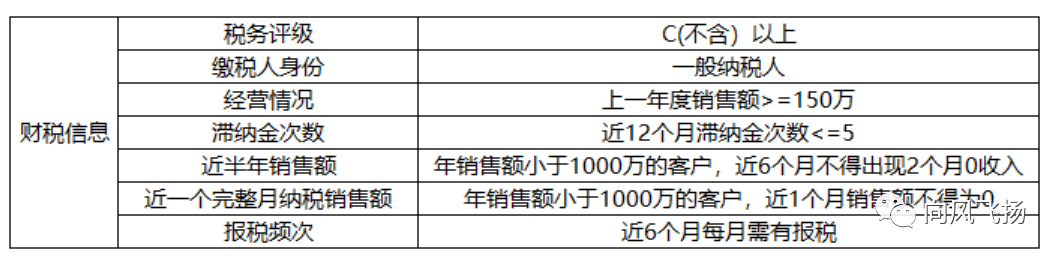 财税信息
税务评级 C(不含）以上
缴税人身份 一般纳税人
经营情况 上一年度销售额>=150万
滞纳金次数 近12个月滞纳金次数<=5
近半年销售额 年销售额小于1000万的客户，近6个月不得出现2个月0收入
近一个完整月纳税销售额 年销售额小于1000万的客户，近1个月销售额不得为0
报税频次 近6个月每月需有报税
同风飞扬